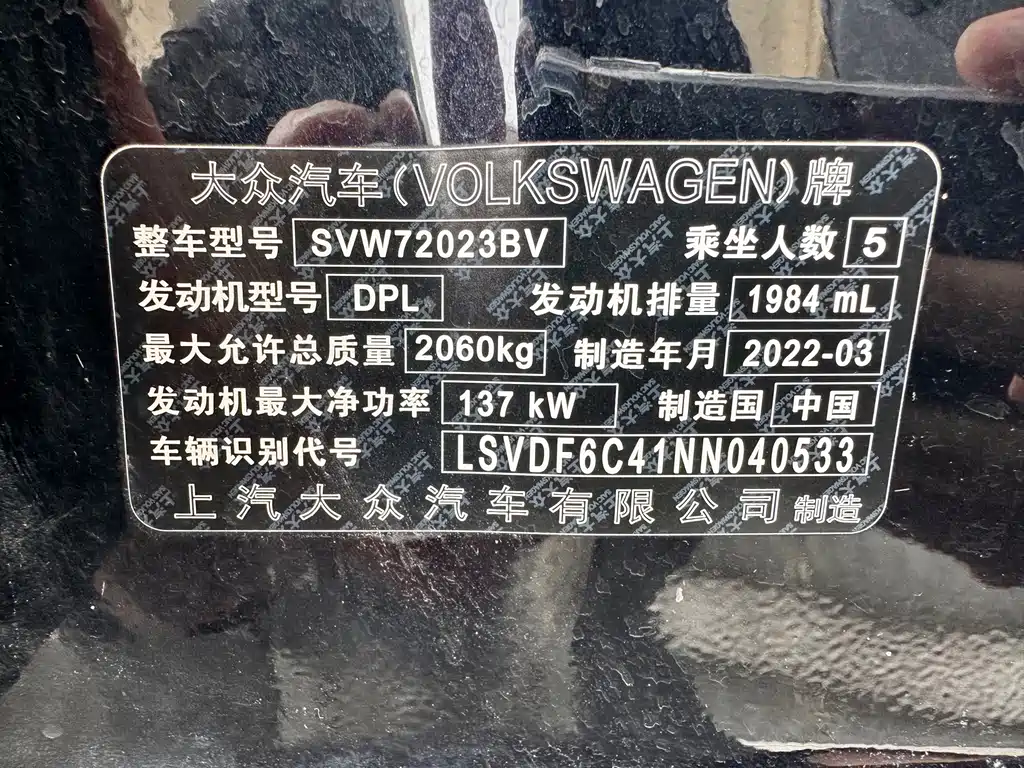 大众汽车(VOLKSWAGEN)牌
整车型号 SVW72023BV 乘坐人数 5
发动机型号 DPL 发动机排量 1984 mL
最大允许总质量 2060kg 制造年月 2022-03
发动机最大净功率 137 kW 制造国 中国
车辆识别代号 LSVDF6C41NN040533
上汽大众汽车有限公司 制造